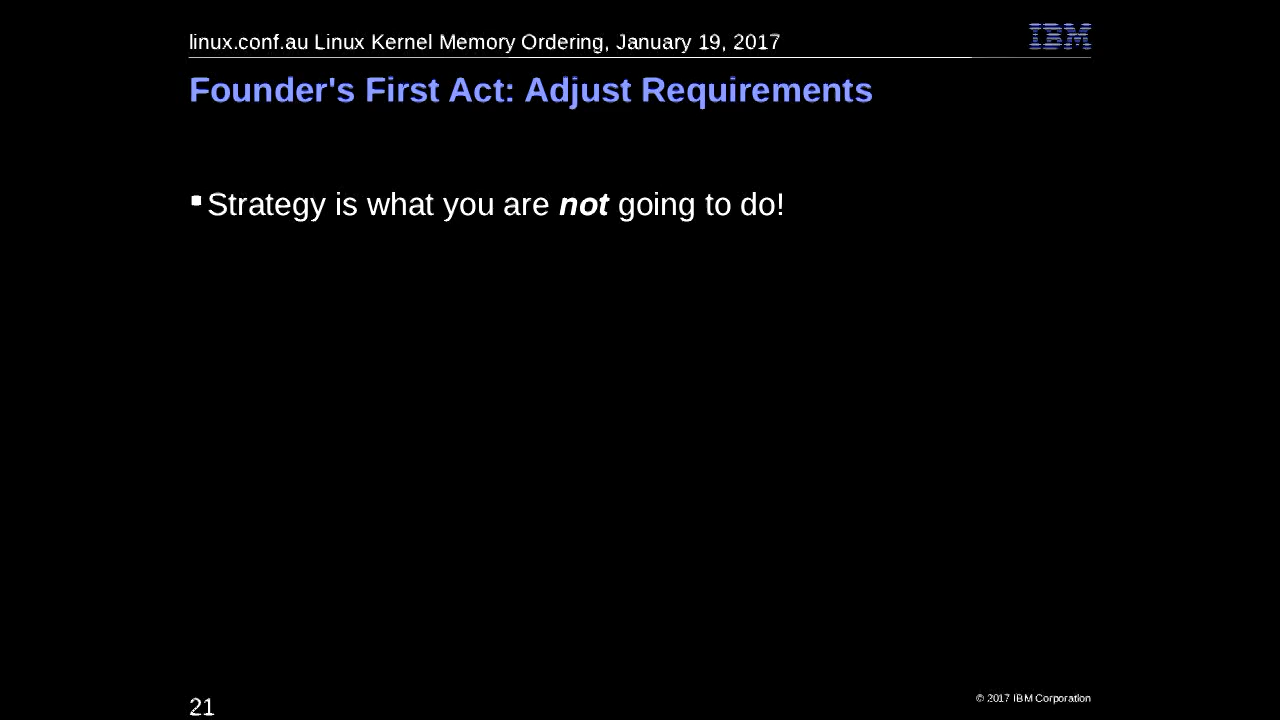 linux.conf.au Linux Kernel Memory Ordering, January 19, 2017
IBM
Founder's First Act: Adjust Requirements
Strategy is what you are not going to do!
21
© 2017 IBM Corporation